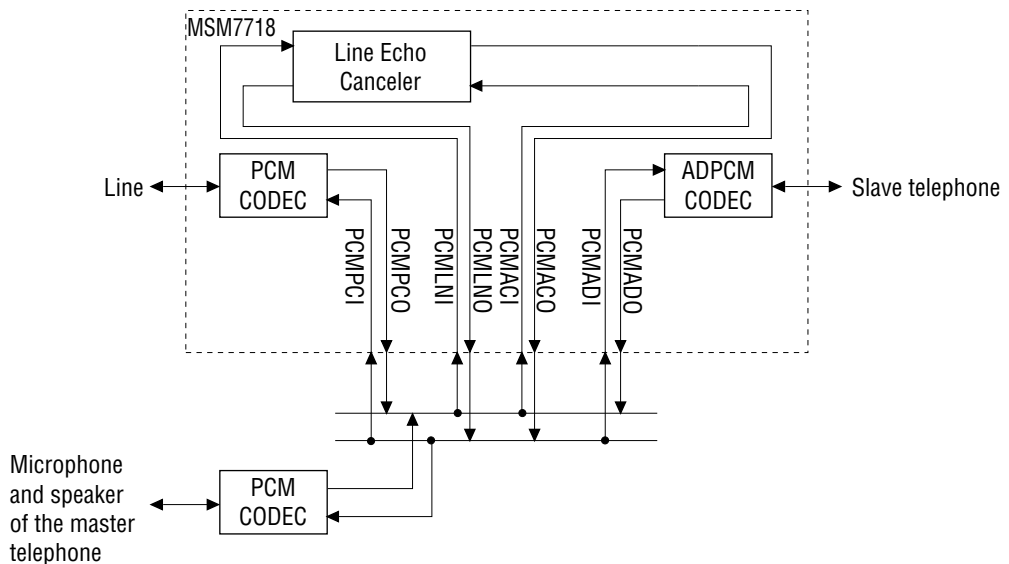 MSM7718
Line Echo
Canceler
Line
PCM
CODEC
ADPCM
CODEC
Slave telephone
PCMPCI
PCMPCO
PCMLNI
PCMLNO
PCMACI
PCMACO
PCMADI
PCMADO
Microphone
and speaker
of the master
telephone
PCM
CODEC